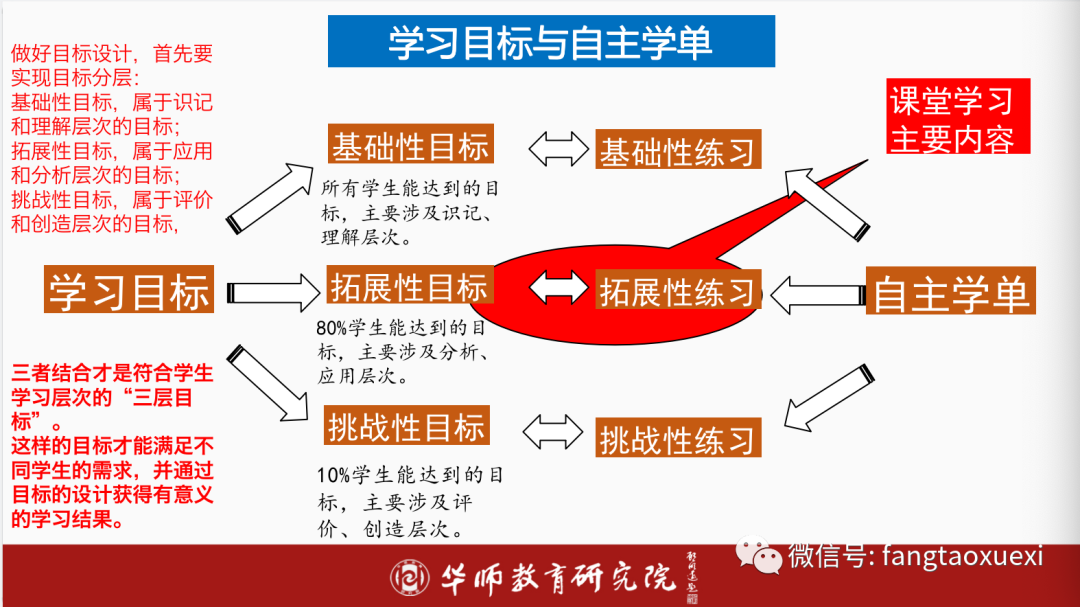 学习目标与自主学单
做好目标设计，首先要
实现目标分层：
基础性目标，属于识记
和理解层次的目标；
拓展性目标，属于应用
和分析层次的目标；
挑战性目标，属于评价
和创造层次的目标,
课堂学习
主要内容
基础性目标
基础性练习
所有学生能达到的目
标，主要涉及识记、
理解层次。
学习目标
拓展性目标
拓展性练习
自主学单
80%学生能达到的目
标，主要涉及分析、
应用层次。
三者结合才是符合学生
学习层次的“三层目
标”。
这样的目标才能满足不
同学生的需求，并通过
目标的设计获得有意义
的学习结果。
挑战性目标
挑战性练习
10%学生能达到的目
标，主要涉及评
价、创造层次。
华师教育研究院
微信号: fangtaoxuexi